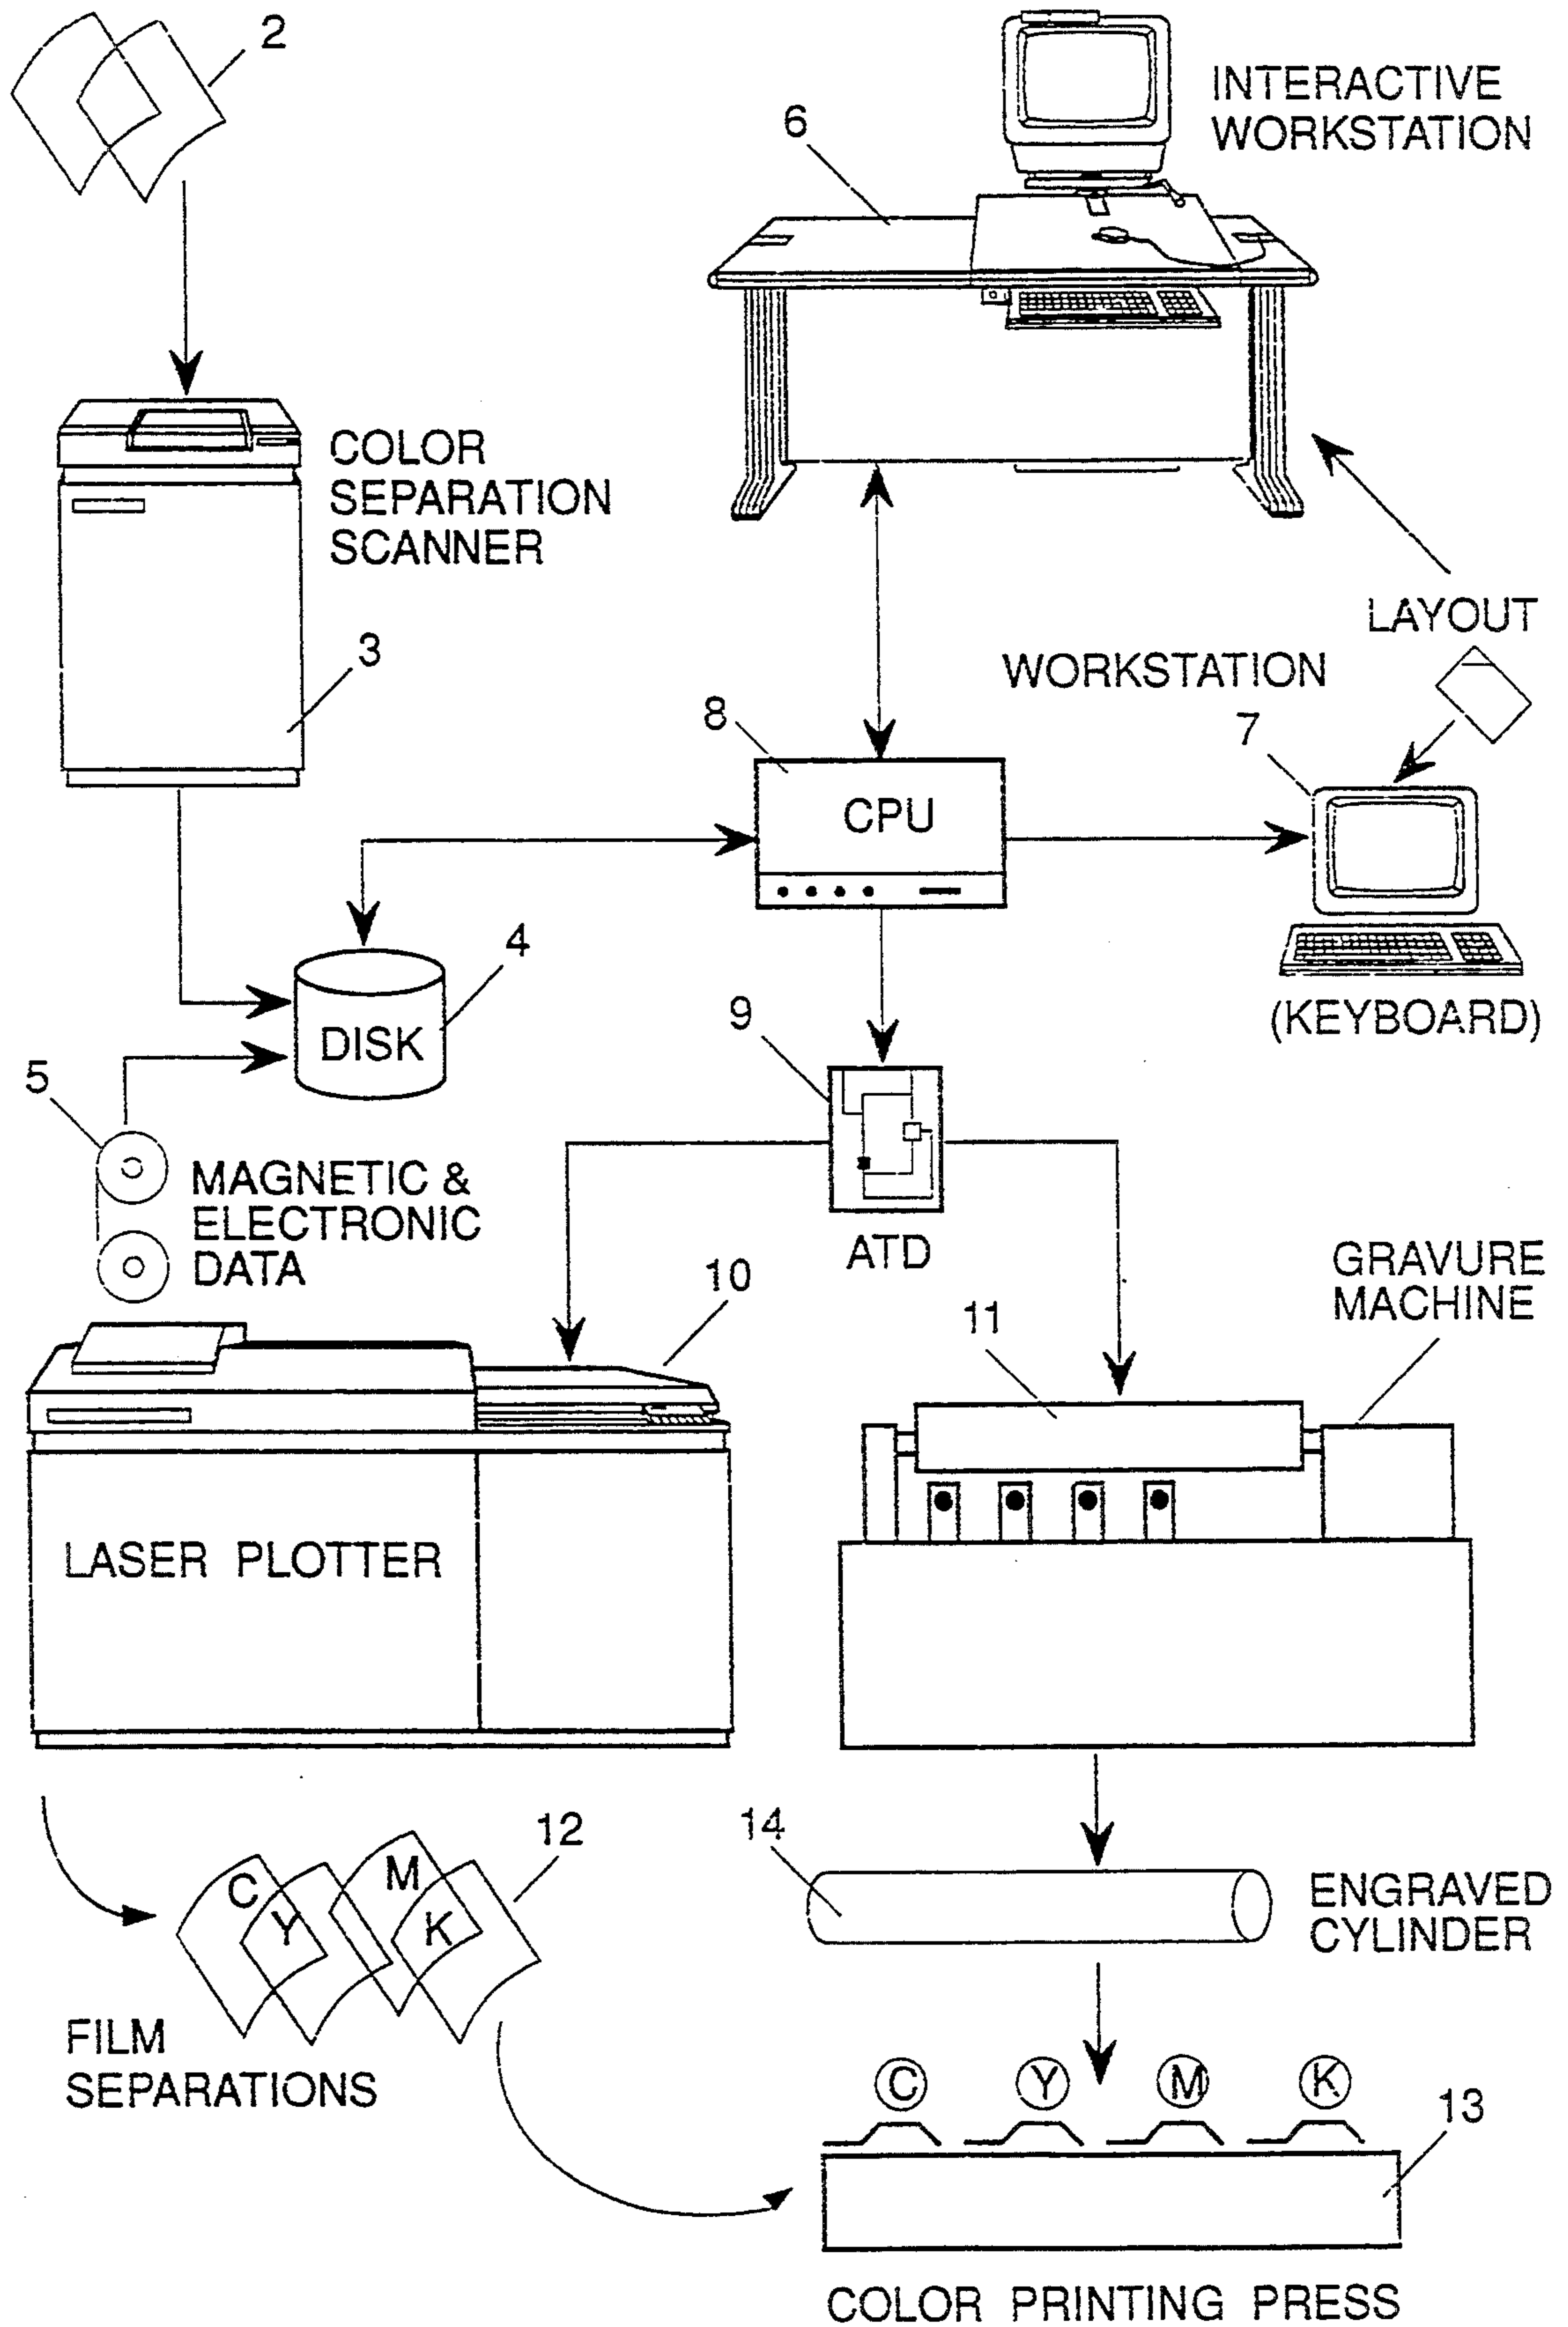 2
INTERACTIVE
WORKSTATION
6
COLOR
SEPARATION
SCANNER
3
LAYOUT
WORKSTATION
7
8
CPU
(KEYBOARD)
4
DISK
5
MAGNETIC &
ELECTRONIC
DATA
9
ATD
10
LASER PLOTTER
11
GRAVURE
MACHINE
12
C
Y
M
K
FILM
SEPARATIONS
14
ENGRAVED
CYLINDER
C
Y
M
K
13
COLOR PRINTING PRESS